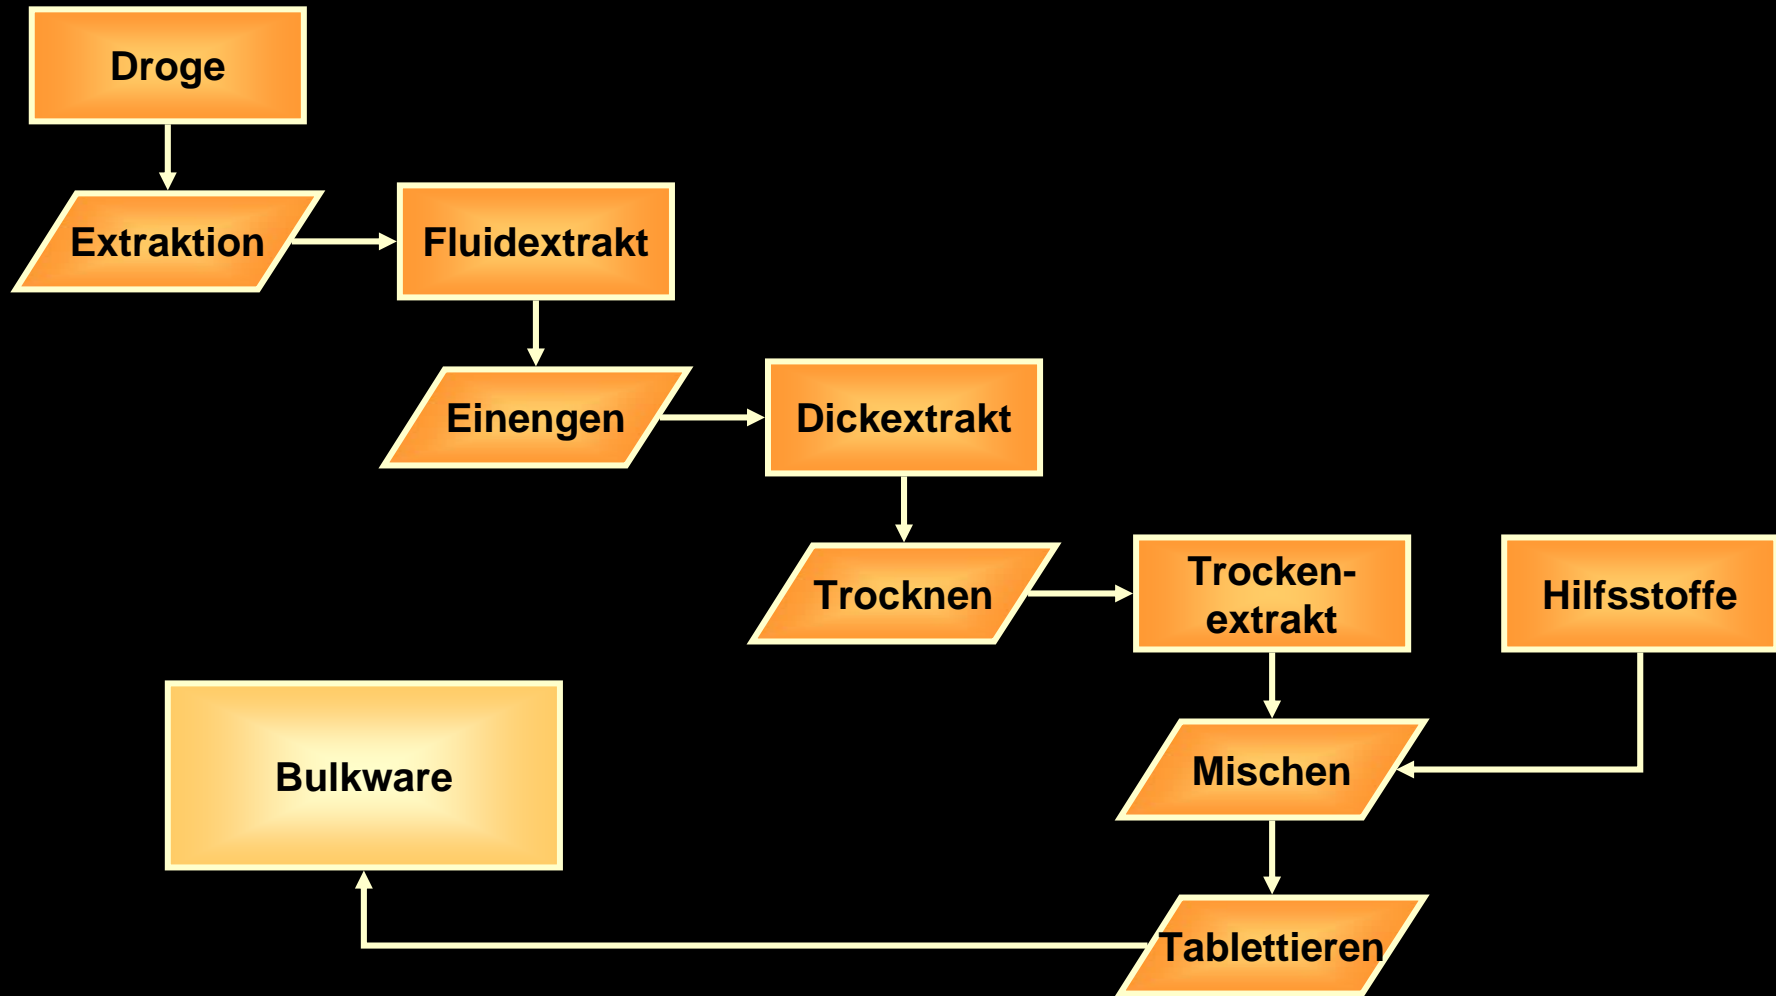 Droge
Extraktion
Fluidextrakt
Einengen
Dickextrakt
Trocknen
Trocken-
extrakt
Hilfsstoffe
Bulkware
Mischen
Tablettieren